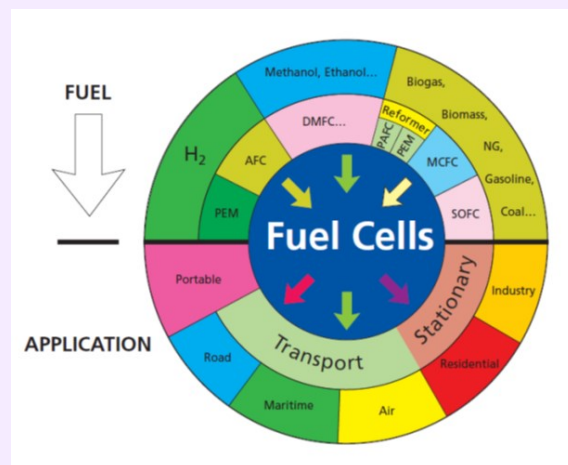 FUEL
Methanol, Ethanol...
Biogas,
Biomass,
NG,
Gasoline,
Coal...
H2
DMFC...
Reformer
PAFC
PEM
AFC
MCFC
PEM
SOFC
Fuel Cells
APPLICATION
Portable
Transport
Stationary
Industry
Road
Residential
Maritime
Air